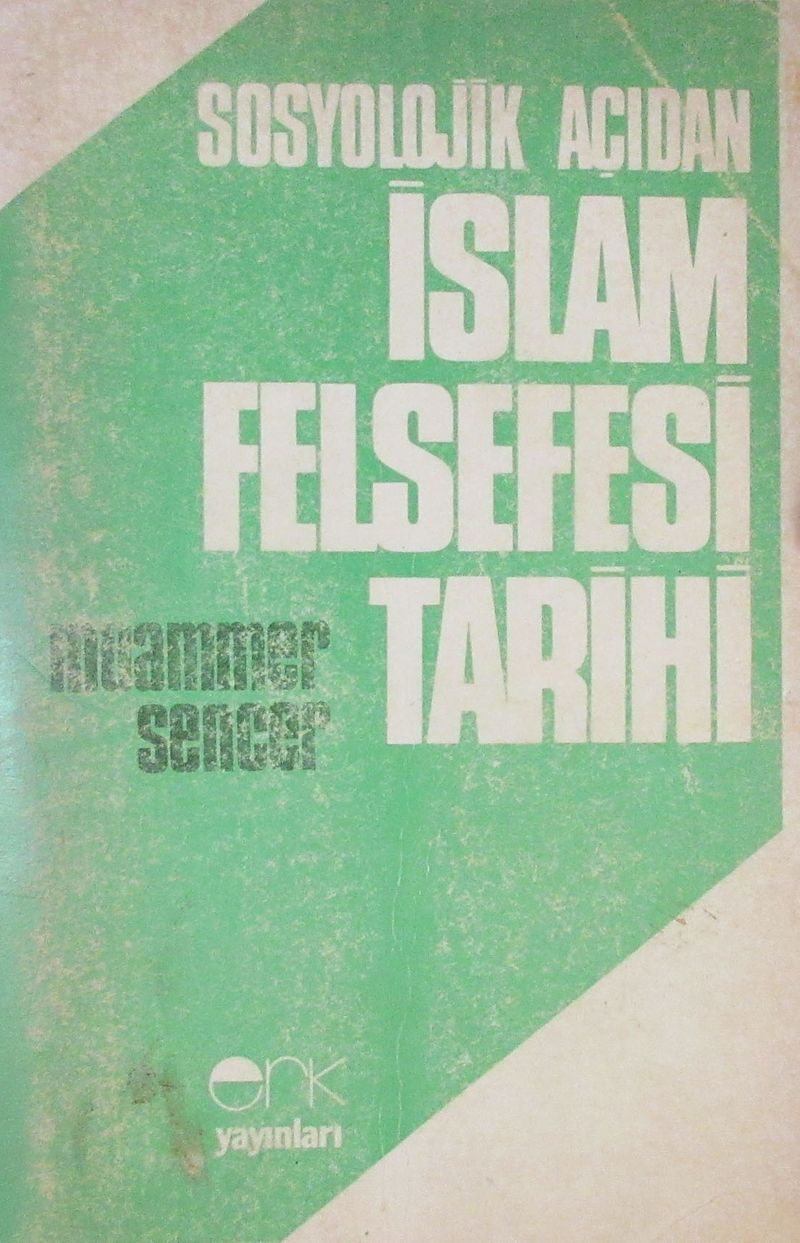 SOSYOLOJİK AÇIDAN
İSLAM
FELSEFESİ
TARİHİ
muammer
sencer
erk
yayınları